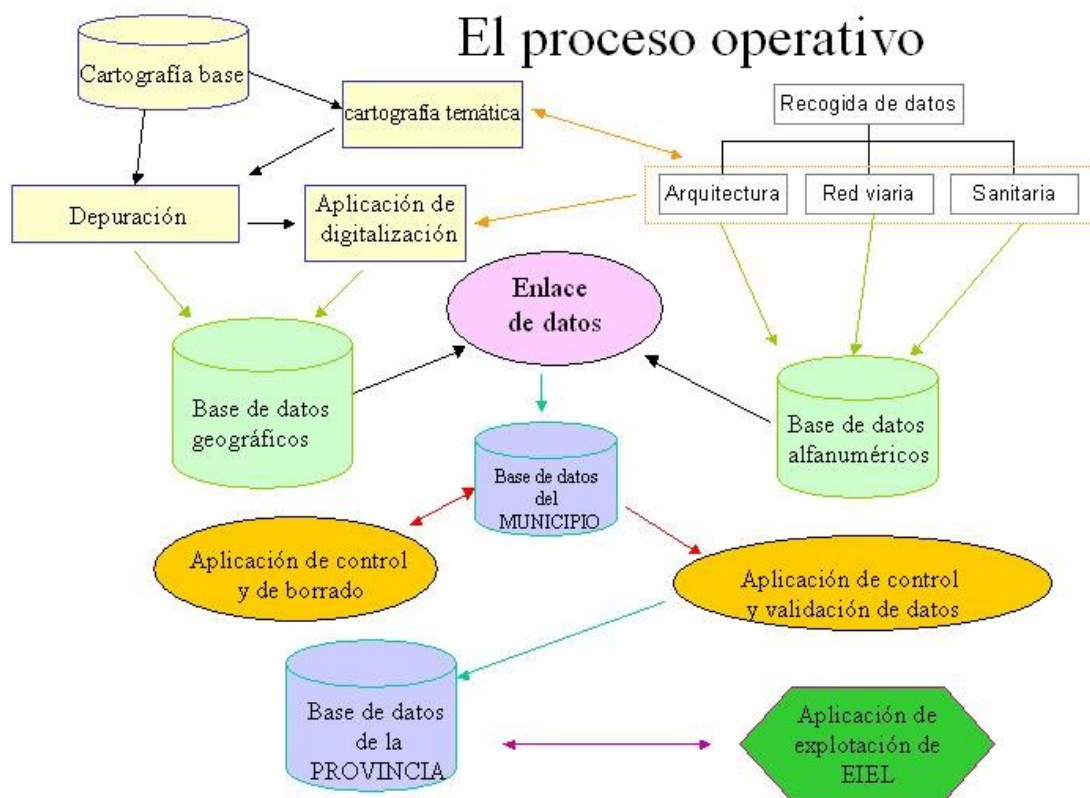 El proceso operativo
Cartografía base
cartografía temática
Recogida de datos
Arquitectura
Red viaria
Sanitaria
Depuración
Aplicación de
digitalización
Enlace
de datos
Base de datos
geográficos
Base de datos
alfanuméricos
Base de datos
del
MUNICIPIO
Aplicación de control
y de borrado
Aplicación de control
y validación de datos
Base de datos
de la
PROVINCIA
Aplicación de
explotación de
EIEL